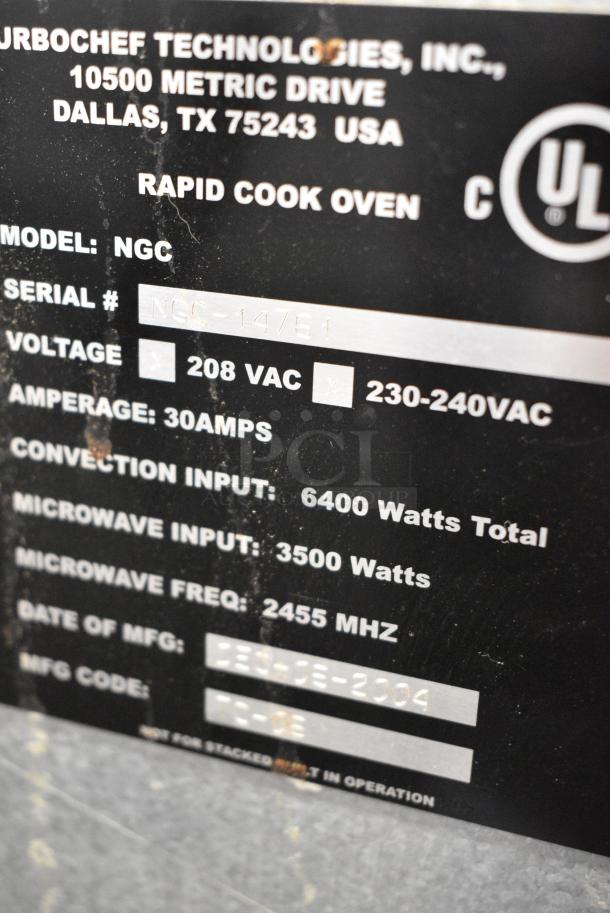 URBOCHEF TECHNOLOGIES, INC.,
10500 METRIC DRIVE
DALLAS, TX 75243 USA
RAPID COOK OVEN
C UL ®
MODEL: NGC
SERIAL #
VOLTAGE X 208 VAC X 230-240VAC
AMPERAGE: 30AMPS
PCI
CONVECTION INPUT: 6400 Watts Total
MICROWAVE INPUT: 3500 Watts
MICROWAVE FREQ: 2455 MHZ
DATE OF MFG: 2004
MFG CODE:
NOT FOR STACKED BUILT IN OPERATION